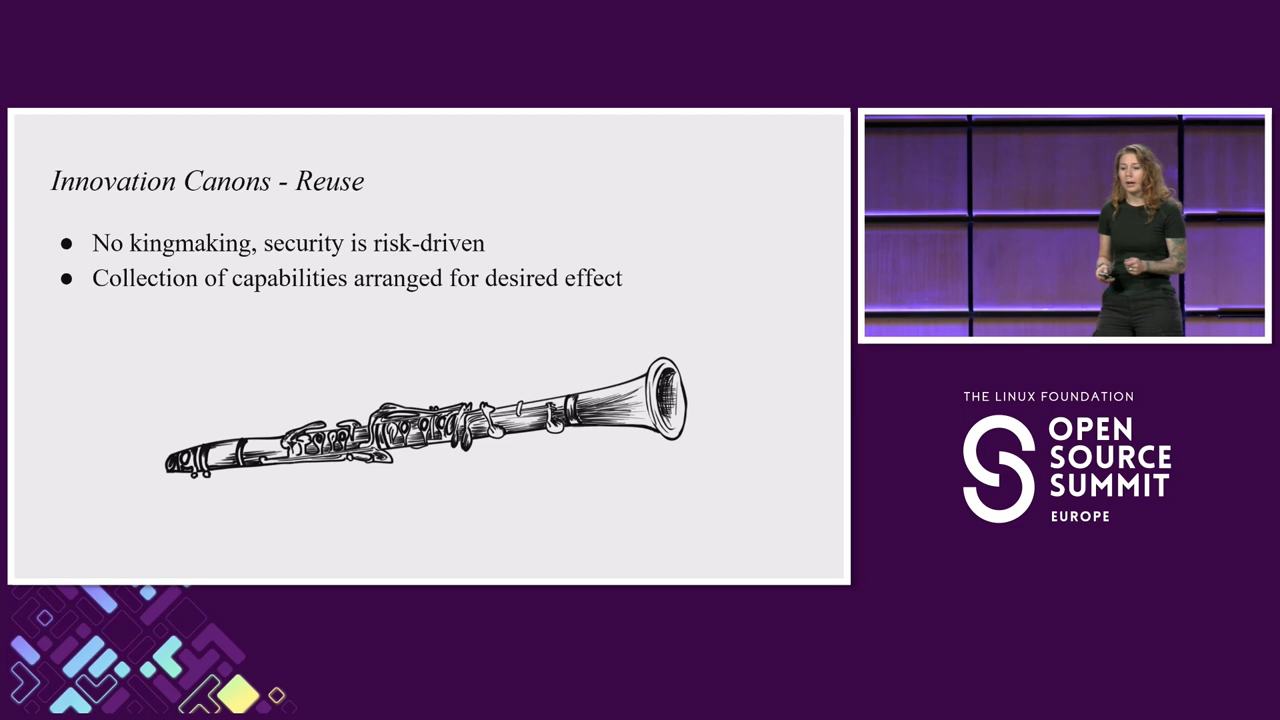 Innovation Canons - Reuse
● No kingmaking, security is risk-driven
● Collection of capabilities arranged for desired effect
THE LINUX FOUNDATION
OPEN
SOURCE
SUMMIT
EUROPE